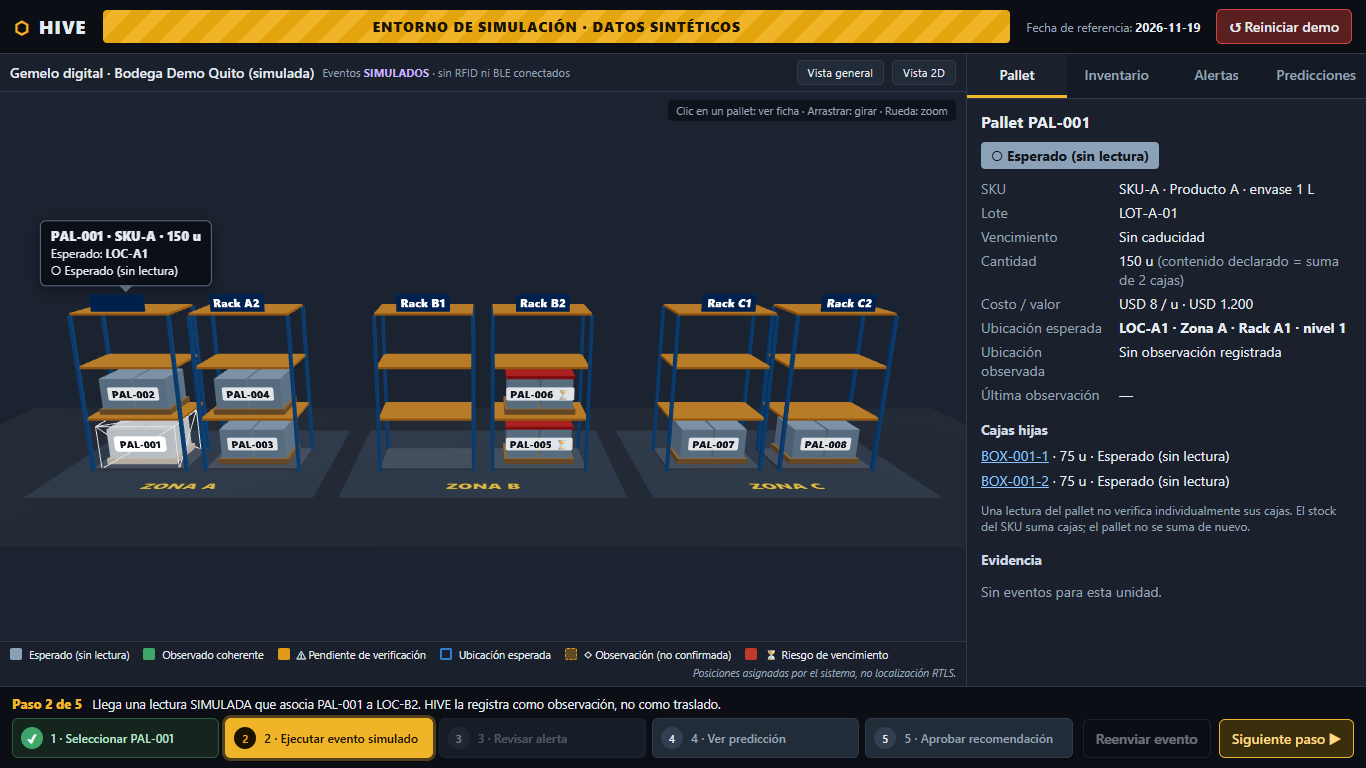 HIVE
ENTORNO DE SIMULACIÓN · DATOS SINTÉTICOS
Fecha de referencia: 2026-11-19
↺ Reiniciar demo
Gemelo digital · Bodega Demo Quito (simulada)
Eventos SIMULADOS · sin RFID ni BLE conectados
Vista general
Vista 2D
Pallet
Inventario
Alertas
Predicciones
Clic en un pallet: ver ficha · Arrastrar: girar · Rueda: zoom
PAL-001 · SKU-A · 150 u
Esperado: LOC-A1
○ Esperado (sin lectura)
Rack A2
Rack B1
Rack B2
Rack C1
Rack C2
PAL-002
PAL-004
PAL-006 ⏳
PAL-001
PAL-003
PAL-005 ⏳
PAL-007
PAL-008
ZONA A
ZONA B
ZONA C
Esperado (sin lectura)
Observado coherente
⚠ Pendiente de verificación
Ubicación esperada
◇ Observación (no confirmada)
⏳ Riesgo de vencimiento
Posiciones asignadas por el sistema, no localización RTLS.
Pallet PAL-001
○ Esperado (sin lectura)
SKU SKU-A · Producto A · envase 1 L
Lote LOT-A-01
Vencimiento Sin caducidad
Cantidad 150 u (contenido declarado = suma
de 2 cajas)
Costo / valor USD 8 / u · USD 1.200
Ubicación esperada LOC-A1 · Zona A · Rack A1 · nivel 1
Ubicación Sin observación registrada
observada
Última observación —
Cajas hijas
BOX-001-1 · 75 u · Esperado (sin lectura)
BOX-001-2 · 75 u · Esperado (sin lectura)
Una lectura del pallet no verifica individualmente sus cajas. El stock
del SKU suma cajas; el pallet no se suma de nuevo.
Evidencia
Sin eventos para esta unidad.
Paso 2 de 5 Llega una lectura SIMULADA que asocia PAL-001 a LOC-B2. HIVE la registra como observación, no como traslado.
✓ 1 · Seleccionar PAL-001
2 2 · Ejecutar evento simulado
3 3 · Revisar alerta
4 4 · Ver predicción
5 5 · Aprobar recomendación
Reenviar evento
Siguiente paso ▶